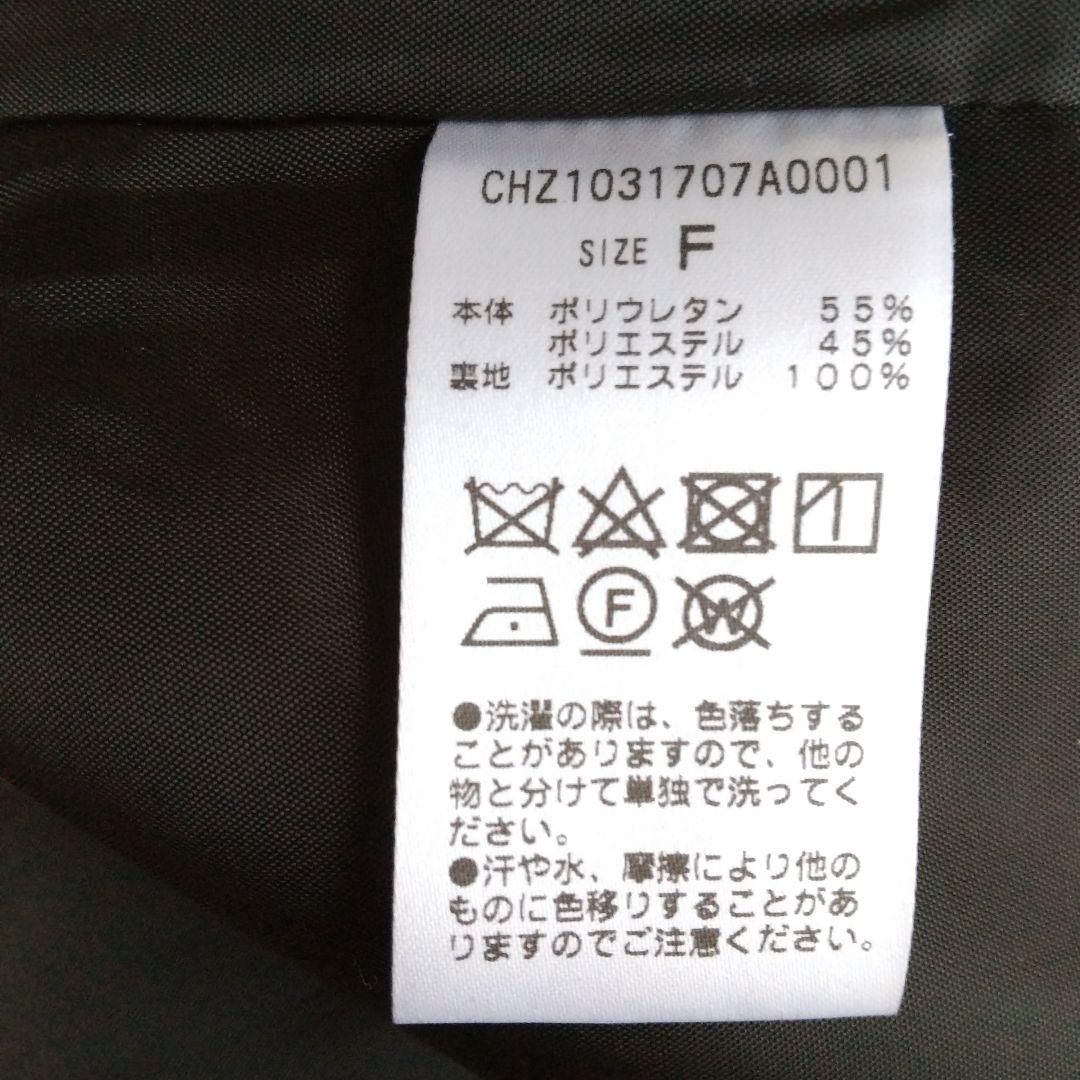 CHZ1031707A0001
SIZE F
本体 ポリウレタン 55%
ポリエステル 45%
裏地 ポリエステル 100%
F
W
●洗濯の際は、色落ちする
ことがありますので、他の
物と分けて単独で洗ってく
ださい。
●汗や水、摩擦により他の
ものに色移りすることがあ
りますのでご注意ください。